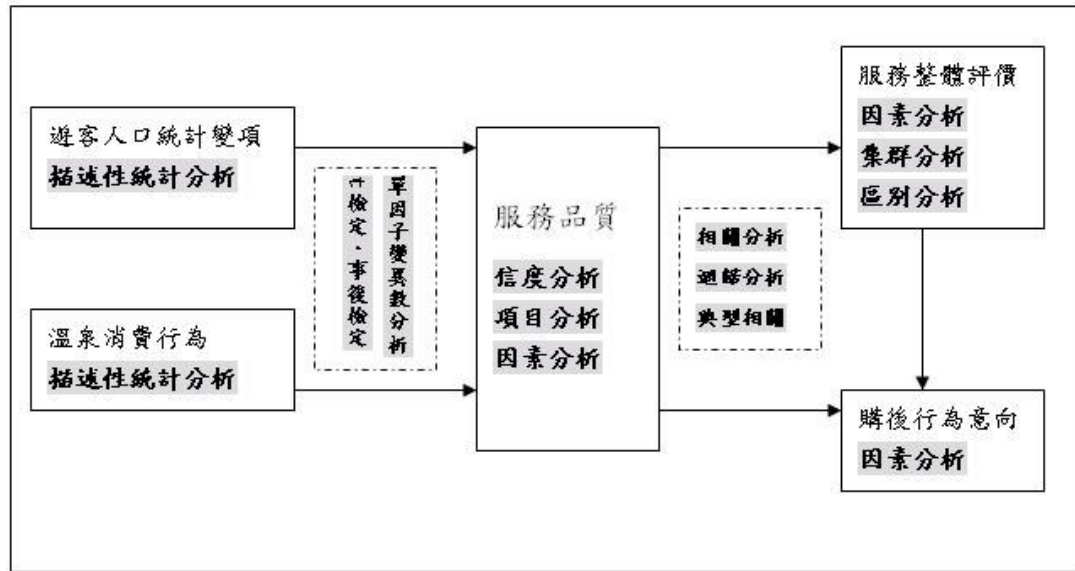 遊客人口統計變項
描述性統計分析
溫泉消費行為
描述性統計分析
單因子變異數分析
檢定、事後檢定
服務品質
信度分析
項目分析
因素分析
相關分析
迴歸分析
典型相關
服務整體評價
因素分析
集群分析
區別分析
購後行為意向
因素分析